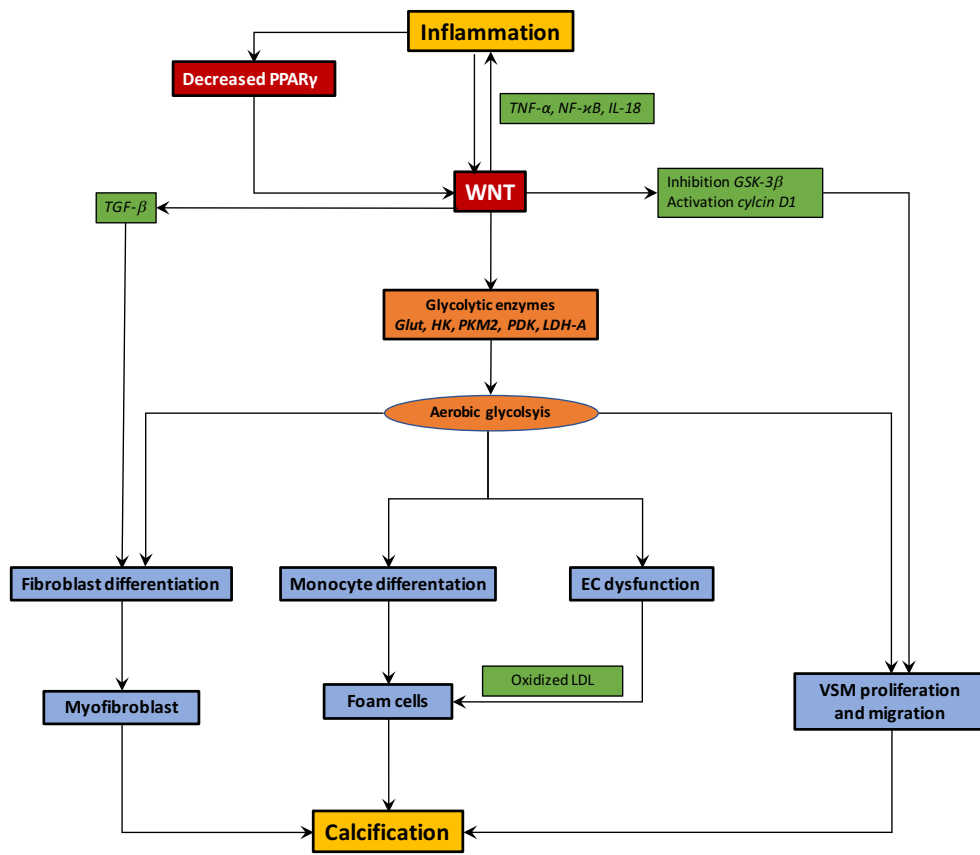 Inflammation
Decreased PPARγ
TNF-α, NF-ϰB, IL-18
WNT
Inhibition GSK-3β
Activation cylcin D1
TGF-β
Glycolytic enzymes
Glut, HK, PKM2, PDK, LDH-A
Aerobic glycolsyis
Fibroblast differentiation
Monocyte differentation
EC dysfunction
Oxidized LDL
Myofibroblast
Foam cells
VSM proliferation
and migration
Calcification